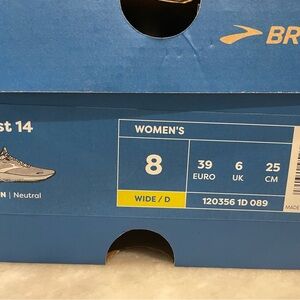 BR
st 14
WOMEN'S
8
39 6 25
EURO UK CM
WIDE / D
120356 1D 089
N | Neutral
MADE